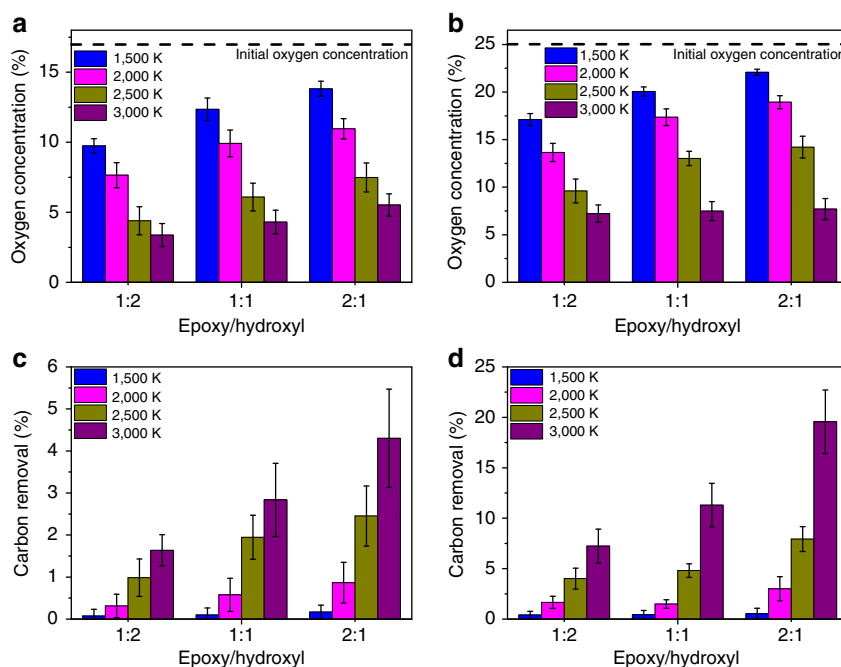 a
Oxygen concentration (%)
15
10
5
0
1,500 K
2,000 K
2,500 K
3,000 K
Initial oxygen concentration
1:2
1:1
2:1
Epoxy/hydroxyl
b
Oxygen concentration (%)
25
20
15
10
5
0
1,500 K
2,000 K
2,500 K
3,000 K
Initial oxygen concentration
1:2
1:1
2:1
Epoxy/hydroxyl
c
Carbon removal (%)
6
5
4
3
2
1
0
1,500 K
2,000 K
2,500 K
3,000 K
1:2
1:1
2:1
Epoxy/hydroxyl
d
Carbon removal (%)
25
20
15
10
5
0
1,500 K
2,000 K
2,500 K
3,000 K
1:2
1:1
2:1
Epoxy/hydroxyl